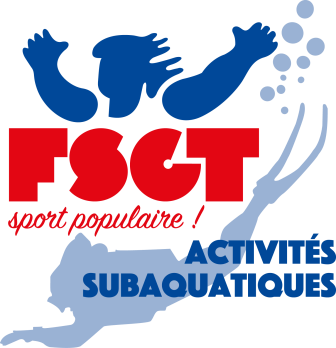 FSGT
sport populaire !
ACTIVITÉS
SUBAQUATIQUES